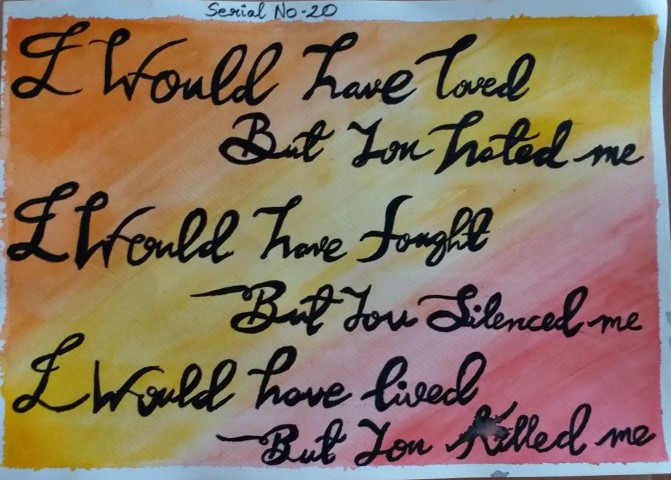 Serial No-20
I Would have loved
But You hated me
I Would have fought
-But You Silenced me
I Would have lived
-But You Killed me